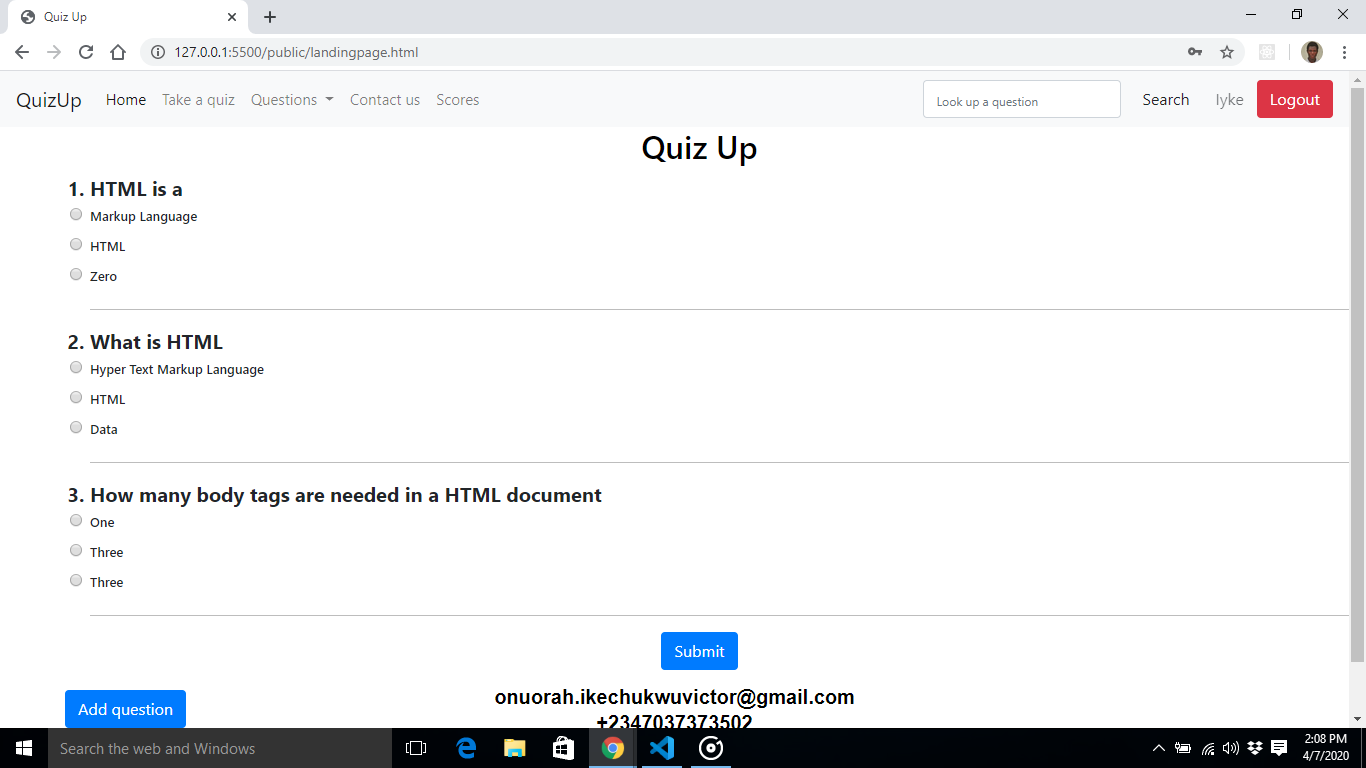 Quiz Up
127.0.0.1:5500/public/landingpage.html
QuizUp Home Take a quiz Questions Contact us Scores Look up a question Search Iyke Logout
Quiz Up
1. HTML is a
Markup Language
HTML
Zero
2. What is HTML
Hyper Text Markup Language
HTML
Data
3. How many body tags are needed in a HTML document
One
Three
Three
Submit
onuorah.ikechukwuvictor@gmail.com
Add question
+2347037373502
Search the web and Windows
2:08 PM
4/7/2020